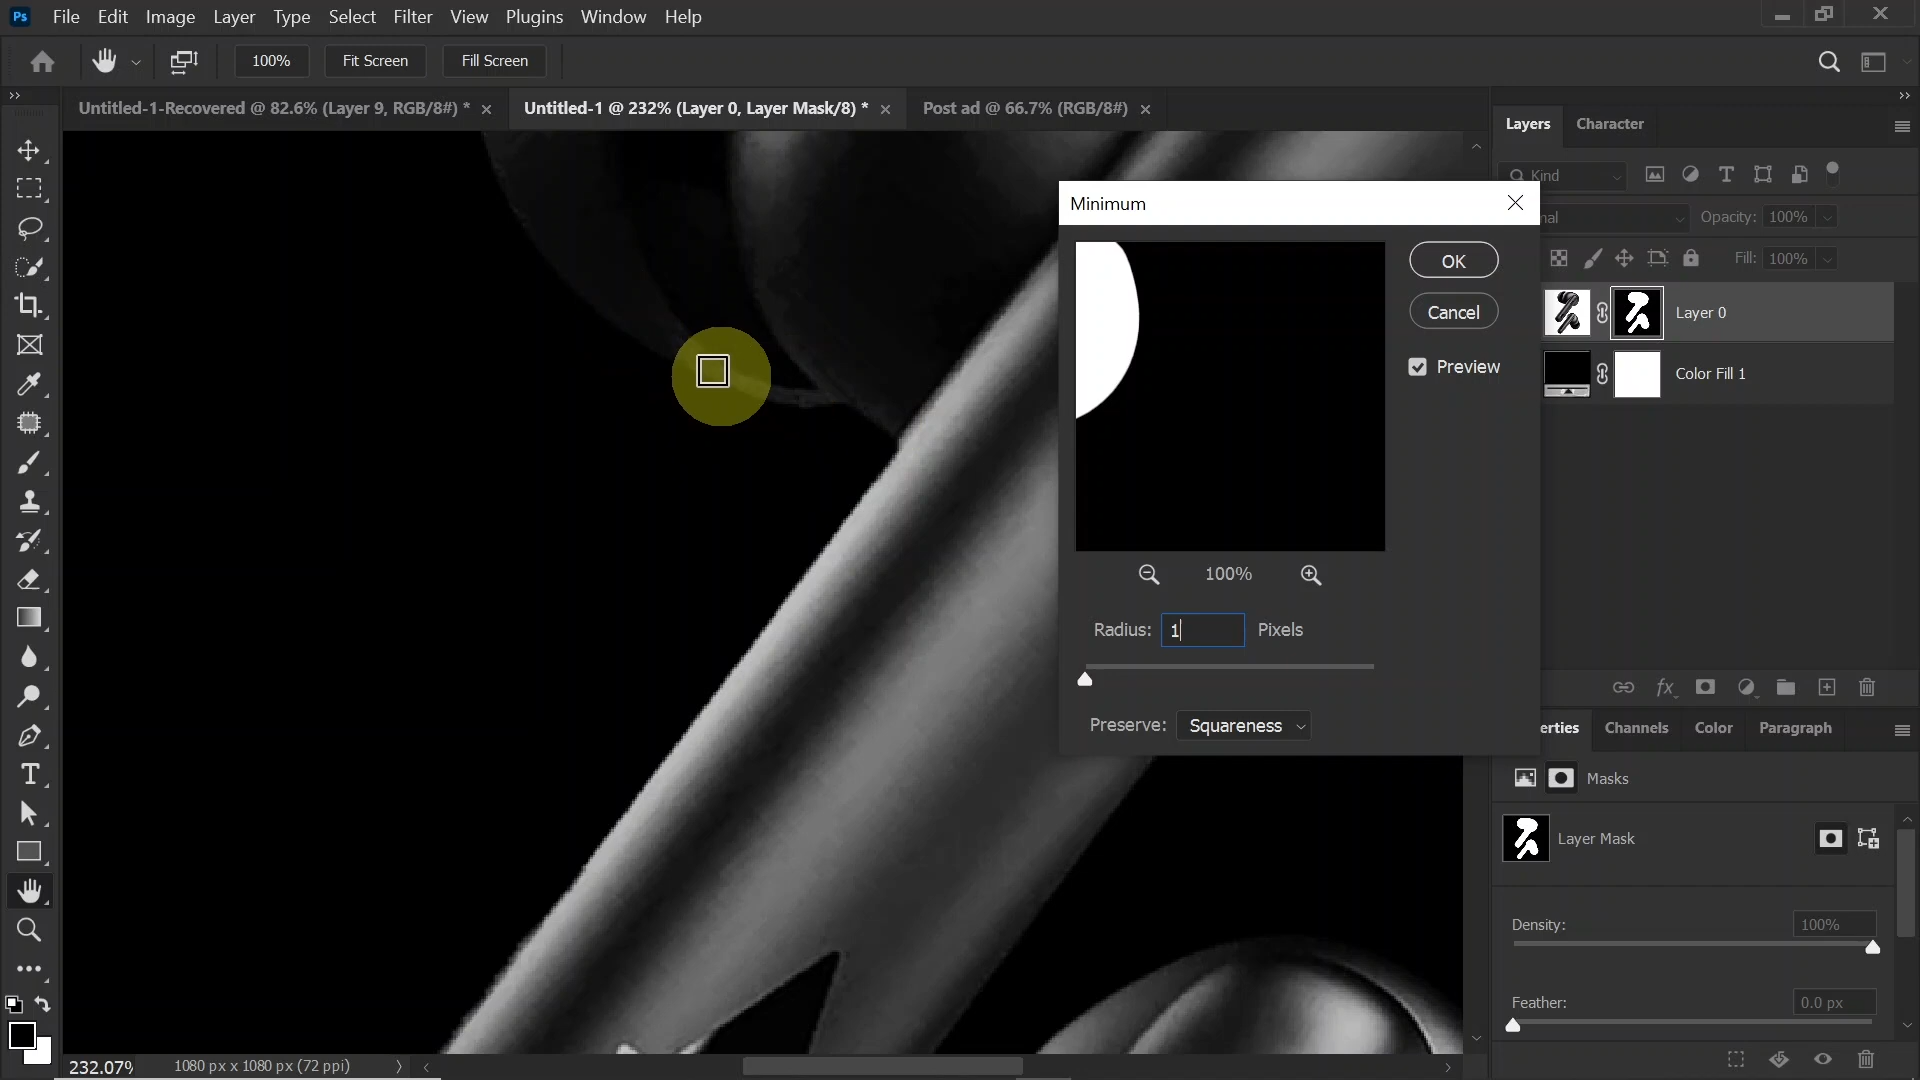 Ps File Edit Image Layer Select Type Filter View Plugins Window Help
100% Fit Screen Fill Screen
Untitled-1-Recovered @ 82.6% (Layer 9, RGB/8#) * × Untitled-1 @ 232% (Layer 0, Layer Mask/8) * × Post ad @ 66.7% (RGB/8#) ×
Layers Character
Kind
Opacity: 100%
Fill: 100%
Layer 0
Color Fill 1
Minimum
OK
Cancel
Preview
100%
Radius: 1 Pixels
Preserve: Squareness
fx
erties Channels Color Paragraph
Masks
Layer Mask
Density: 100%
Feather: 0.0 px
T
232.07% 1080 px x 1080 px (72 ppi)